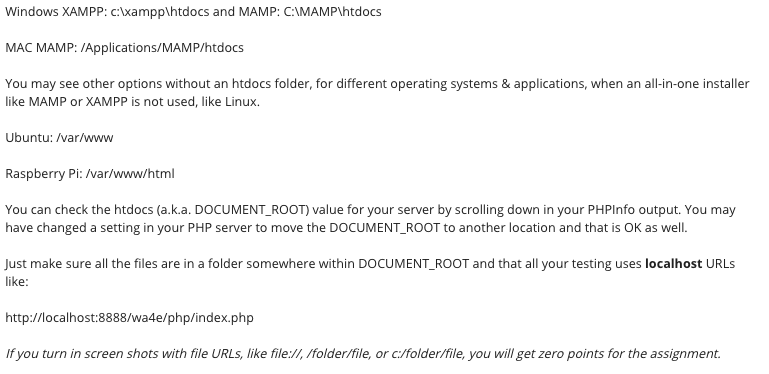 Windows XAMPP: c:\xampp\htdocs and MAMP: C:\MAMP\htdocs
MAC MAMP: /Applications/MAMP/htdocs
You may see other options without an htdocs folder, for different operating systems & applications, when an all-in-one installer
like MAMP or XAMPP is not used, like Linux.
Ubuntu: /var/www
Raspberry Pi: /var/www/html
You can check the htdocs (a.k.a. DOCUMENT_ROOT) value for your server by scrolling down in your PHPInfo output. You may
have changed a setting in your PHP server to move the DOCUMENT_ROOT to another location and that is OK as well.
Just make sure all the files are in a folder somewhere within DOCUMENT_ROOT and that all your testing uses localhost URLs
like:
http://localhost:8888/wa4e/php/index.php
If you turn in screen shots with file URLs, like file://, /folder/file, or c:/folder/file, you will get zero points for the assignment.